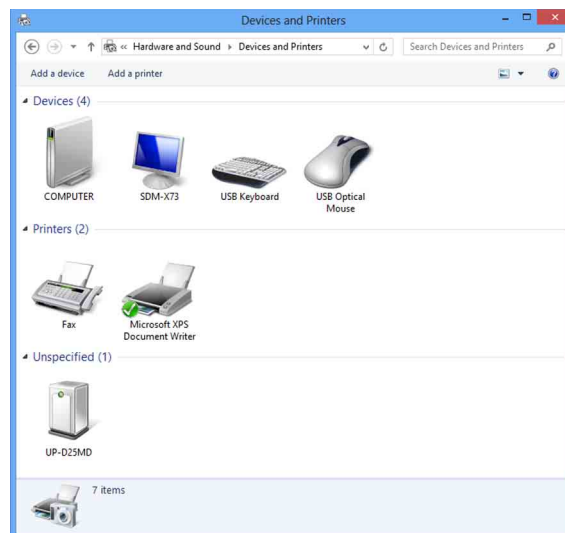 Devices and Printers
« Hardware and Sound ▸ Devices and Printers
Search Devices and Printers
Add a device Add a printer
Devices (4)
COMPUTER SDM-X73 USB Keyboard USB Optical
Mouse
Printers (2)
Fax Microsoft XPS
Document Writer
Unspecified (1)
UP-D25MD
7 items